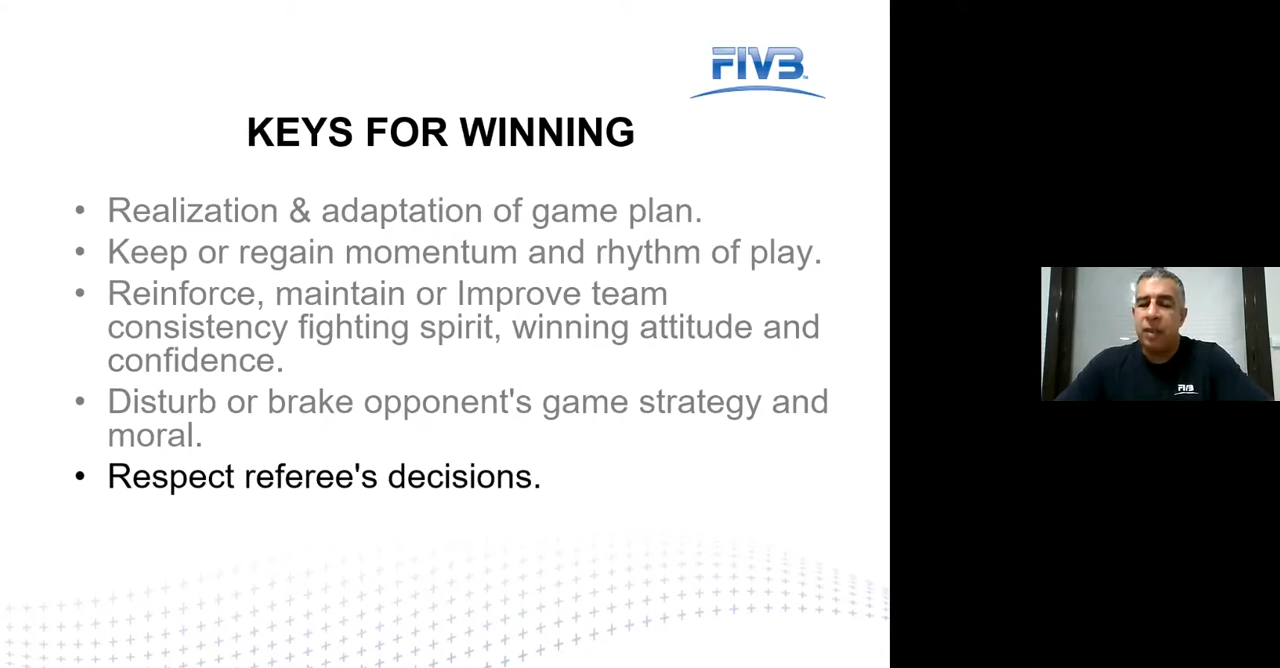 FIVB
KEYS FOR WINNING
• Realization & adaptation of game plan.
• Keep or regain momentum and rhythm of play.
• Reinforce, maintain or Improve team
consistency fighting spirit, winning attitude and
confidence.
• Disturb or brake opponent's game strategy and
moral.
• Respect referee's decisions.
FIVB